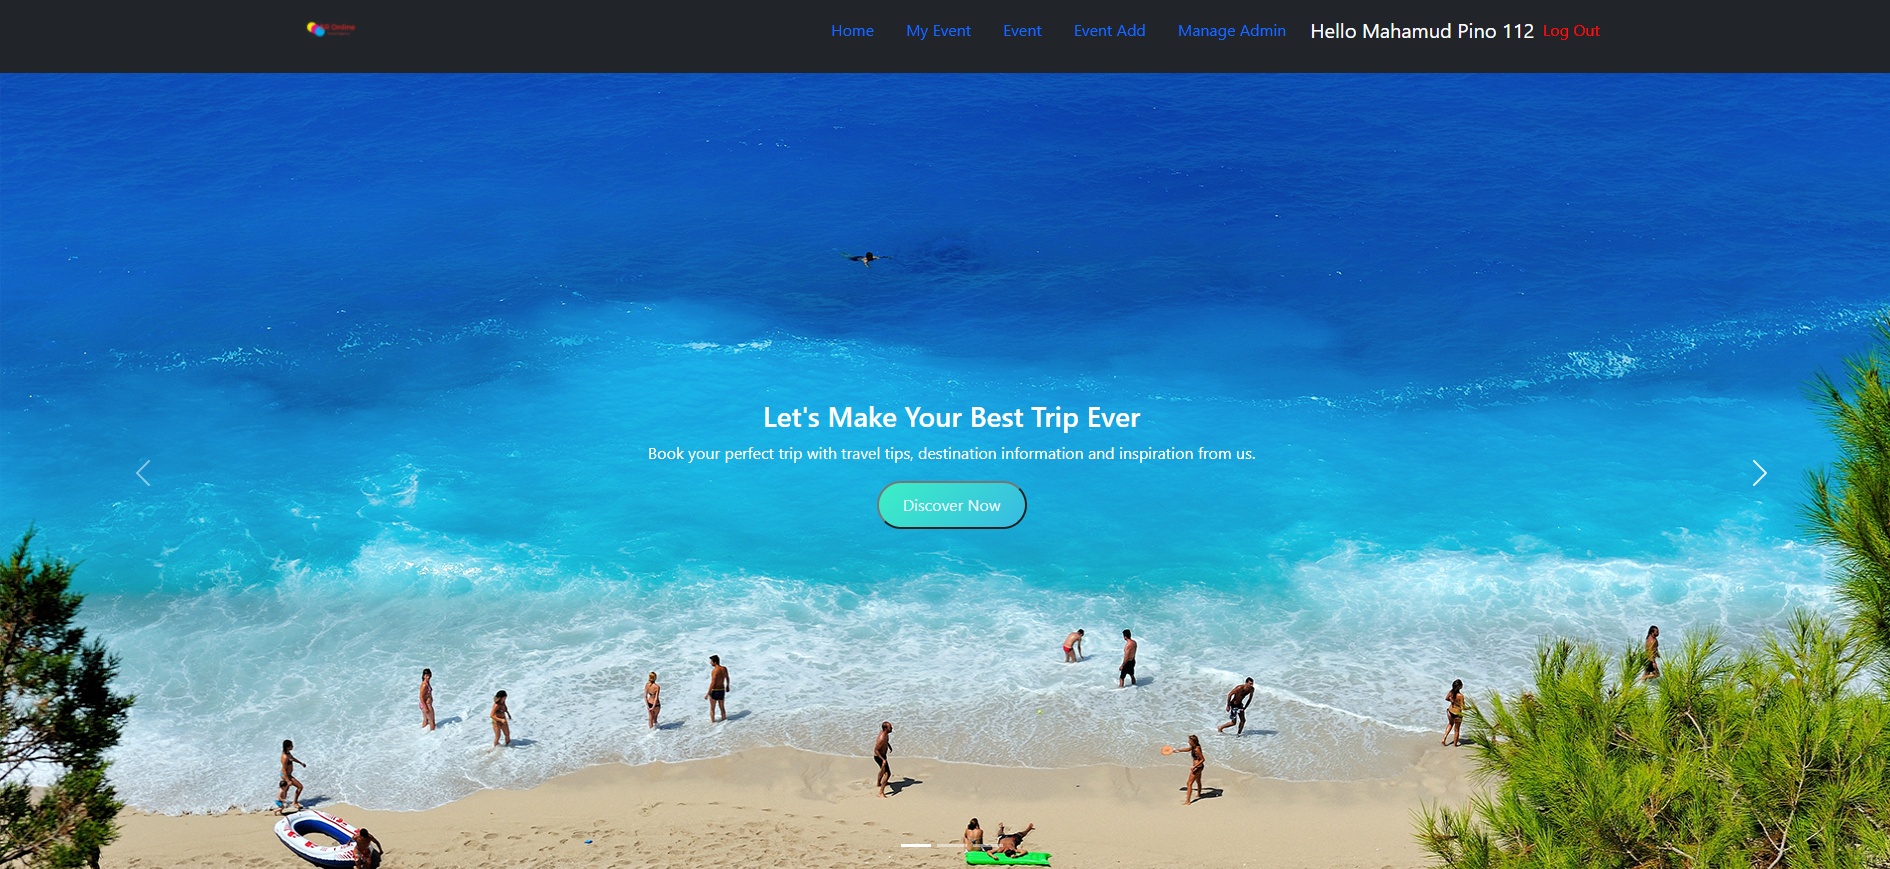 Online
Home My Event Event Event Add Manage Admin Hello Mahamud Pino 112 Log Out
Let's Make Your Best Trip Ever
Book your perfect trip with travel tips, destination information and inspiration from us.
Discover Now